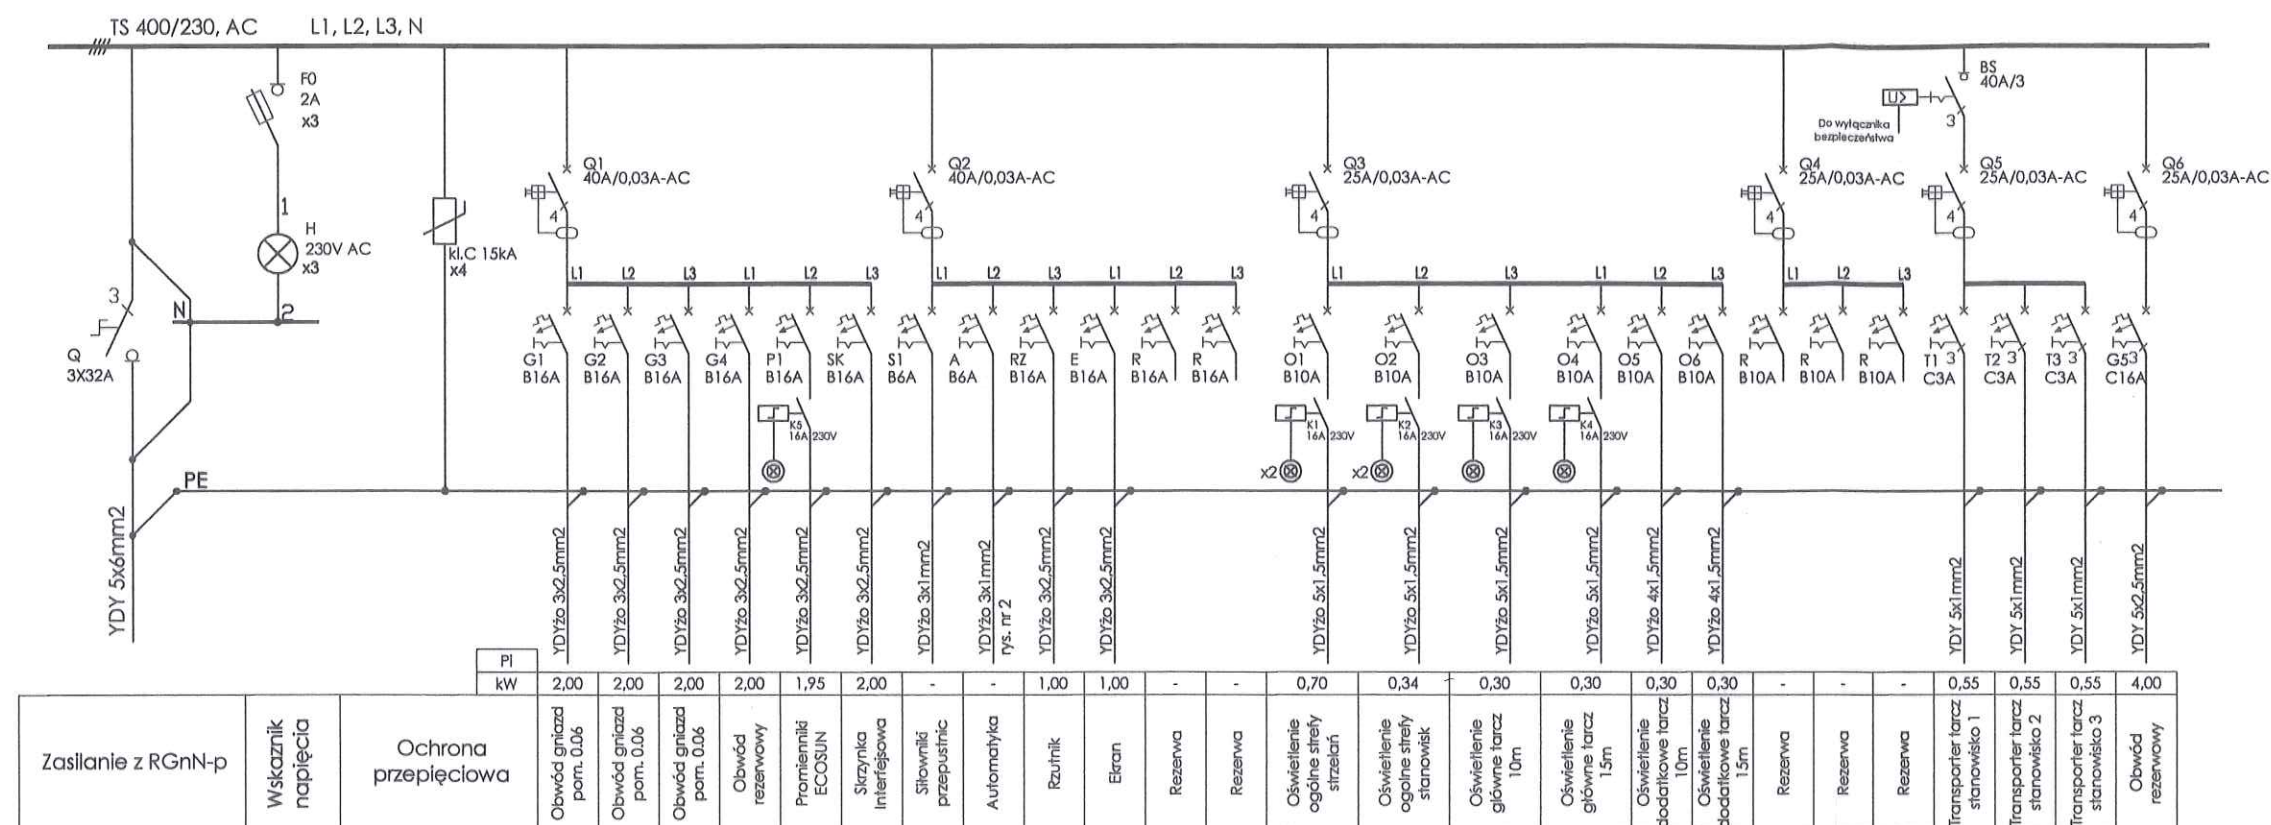 TS 400/230, AC L1, L2, L3, N
F0
2A
x3
1
H
230V AC
x3
2
N
3
Q
3X32A
PE
YDY 5x6mm2
kl.C 15kA
x4
Q1
40A/0,03A-AC
4
Q2
40A/0,03A-AC
4
Q3
25A/0,03A-AC
4
Q4
25A/0,03A-AC
4
BS
40A/3
3
U>
Do wyłącznika
bezpieczeństwa
Q5
25A/0,03A-AC
4
Q6
25A/0,03A-AC
4
L1 L2 L3 L1 L2 L3 L1 L2 L3 L1 L2 L3 L1 L2 L3 L1 L2 L3 L1 L2 L3
G1 G2 G3 G4 P1 SK S1 A RZ E R R O1 O2 O3 O4 O5 O6 R R R T1 3 T2 3 T3 3 G5 3
B16A B16A B16A B16A B16A B16A B6A B6A B16A B16A B16A B16A B10A B10A B10A B10A B10A B10A B10A B10A B10A C3A C3A C3A C16A
K5
16A 230V
K1
16A 230V
x2
K2
16A 230V
x2
K3
16A 230V
K4
16A 230V
YDYżo 3x2,5mm2
YDYżo 3x2,5mm2
YDYżo 3x2,5mm2
YDYżo 3x2,5mm2
YDYżo 3x2,5mm2
YDYżo 3x2,5mm2
YDYżo 3x1mm2
YDYżo 3x1mm2
rys. nr 2
YDYżo 3x2,5mm2
YDYżo 3x2,5mm2
YDYżo 5x1,5mm2
YDYżo 5x1,5mm2
YDYżo 5x1,5mm2
YDYżo 5x1,5mm2
YDYżo 4x1,5mm2
YDYżo 4x1,5mm2
YDY 5x1mm2
YDY 5x1mm2
YDY 5x1mm2
YDY 5x2,5mm2
Pi
kW 2,00 2,00 2,00 2,00 1,95 2,00 - - 1,00 1,00 - - 0,70 0,34 0,30 0,30 0,30 0,30 - - - 0,55 0,55 0,55 4,00
Zasilanie z RGnN-p
Wskaznik
napięcia
Ochrona
przepięciowa
Obwód gniazd
pom. 0.06
Obwód gniazd
pom. 0.06
Obwód gniazd
pom. 0.06
Obwód
rezerwowy
Promienniki
ECOSUN
Skrzynka
Interfejsowa
Siłowniki
przepustnic
Automatyka
Rzutnik
Ekran
Rezerwa
Rezerwa
Oświetlenie
ogólne strefy
strzelań
Oświetlenie
ogolne strefy
stanowisk
Oświetlenie
główne tarcz
10m
Oświetlenie
główne tarcz
15m
Oświetlenie
dodatkowe tarcz
10m
Oświetlenie
dodatkowe tarcz
15m
Rezerwa
Rezerwa
Rezerwa
Transporter tarcz
stanowisko 1
Transporter tarcz
stanowisko 2
Transporter tarcz
stanowisko 3
Obwód
rezerwowy